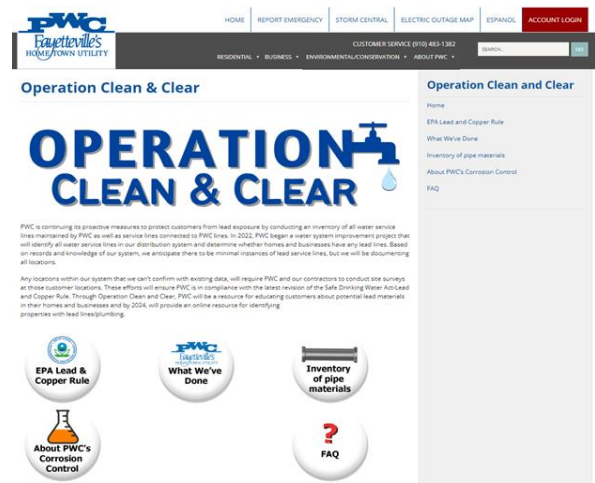 PWC
Fayetteville's
HOMETOWN UTILITY
HOME
REPORT EMERGENCY
STORM CENTRAL
ELECTRIC OUTAGE MAP
ESPANOL
ACCOUNT LOGIN
CUSTOMER SERVICE (910) 483-1382
SEARCH...
GO
RESIDENTIAL
BUSINESS
ENVIRONMENTAL/CONSERVATION
ABOUT PWC
Operation Clean & Clear
OPERATION
CLEAN & CLEAR
PWC is continuing its proactive measures to protect customers from lead exposure by conducting an inventory of all water service
lines maintained by PWC as well as service lines connected to PWC lines. In 2022, PWC began a water system improvement project that
will identify all water service lines in our distribution system and determine whether homes and businesses have any lead lines. Based
on records and knowledge of our system, we anticipate there to be minimal instances of lead service lines, but we will be documenting
all locations.
Any locations within our system that we can't confirm with existing data, will require PWC and our contractors to conduct site surveys
at those customer locations. These efforts will ensure PWC is in compliance with the latest revision of the Safe Drinking Water Act-Lead
and Copper Rule. Through Operation Clean and Clear, PWC will be a resource for educating customers about potential lead materials
in their homes and businesses and by 2024, will provide an online resource for identifying
properties with lead lines/plumbing.
EPA Lead &
Copper Rule
PWC
Fayetteville's
HOMETOWN UTILITY
What We've
Done
Inventory
of pipe
materials
About PWC's
Corrosion
Control
?
FAQ
Operation Clean and Clear
Home
EPA Lead and Copper Rule
What We've Done
Inventory of pipe materials
About PWC's Corrosion Control
FAQ